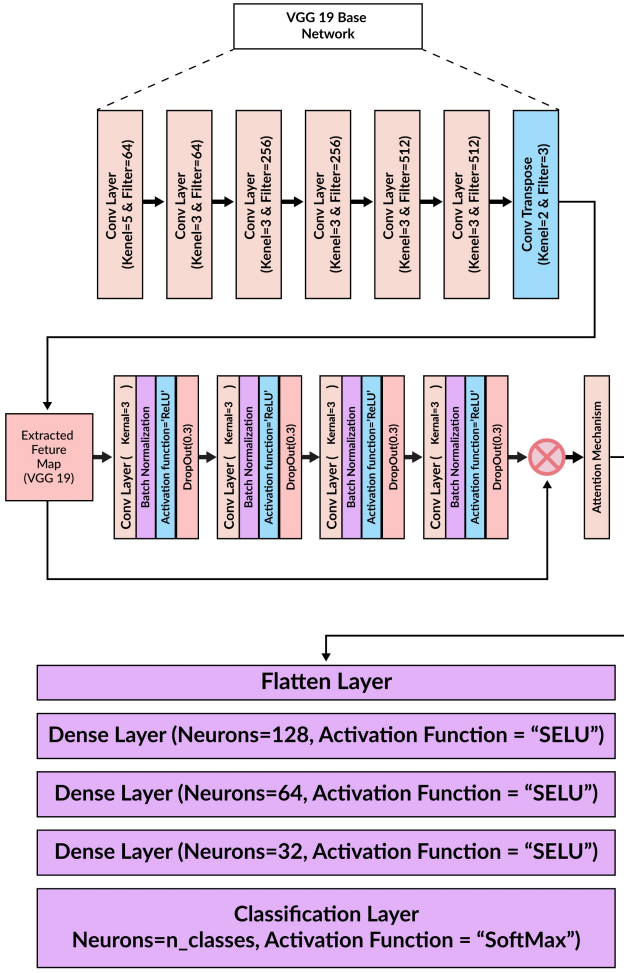 VGG 19 Base
Network
Conv Layer
(Kenel=5 & Filter=64)
Conv Layer
(Kenel=3 & Filter=64)
Conv Layer
(Kenel=3 & Filter=256)
Conv Layer
(Kenel=3 & Filter=256)
Conv Layer
(Kenel=3 & Filter=512)
Conv Layer
(Kenel=3 & Filter=512)
Conv Transpose
(Kenel=2 & Filter=3)
Extracted
Feture
Map
(VGG 19)
Conv Layer ( Kernal=3 )
Batch Normalization
Activation function='ReLU'
DropOut(0.3)
Conv Layer ( Kernal=3 )
Batch Normalization
Activation function='ReLU'
DropOut(0.3)
Conv Layer ( Kernal=3 )
Batch Normalization
Activation function='ReLU'
DropOut(0.3)
Conv Layer ( Kernal=3 )
Batch Normalization
Activation function='ReLU'
DropOut(0.3)
Attention Mechanism
Flatten Layer
Dense Layer (Neurons=128, Activation Function = “SELU”)
Dense Layer (Neurons=64, Activation Function = “SELU”)
Dense Layer (Neurons=32, Activation Function = “SELU”)
Classification Layer
Neurons=n_classes, Activation Function = “SoftMax”)